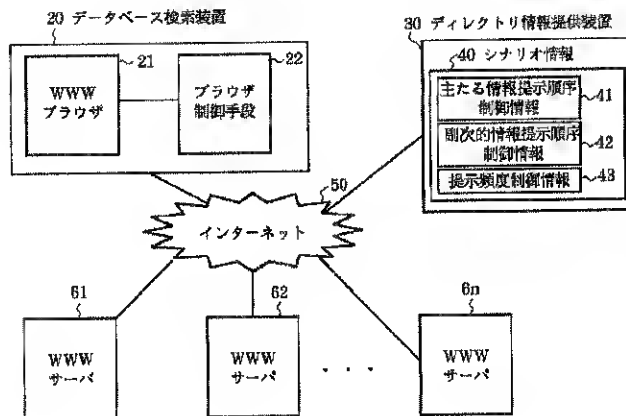 20 データベース検索装置
21
WWW
ブラウザ
22
ブラウザ
制御手段
30 ディレクトリ情報提供装置
40 シナリオ情報
主たる情報提示順序
制御情報
41
副次的情報提示順序
制御情報
42
提示頻度制御情報
43
50
インターネット
61
WWW
サーバ
62
WWW
サーバ
・・・
6n
WWW
サーバ